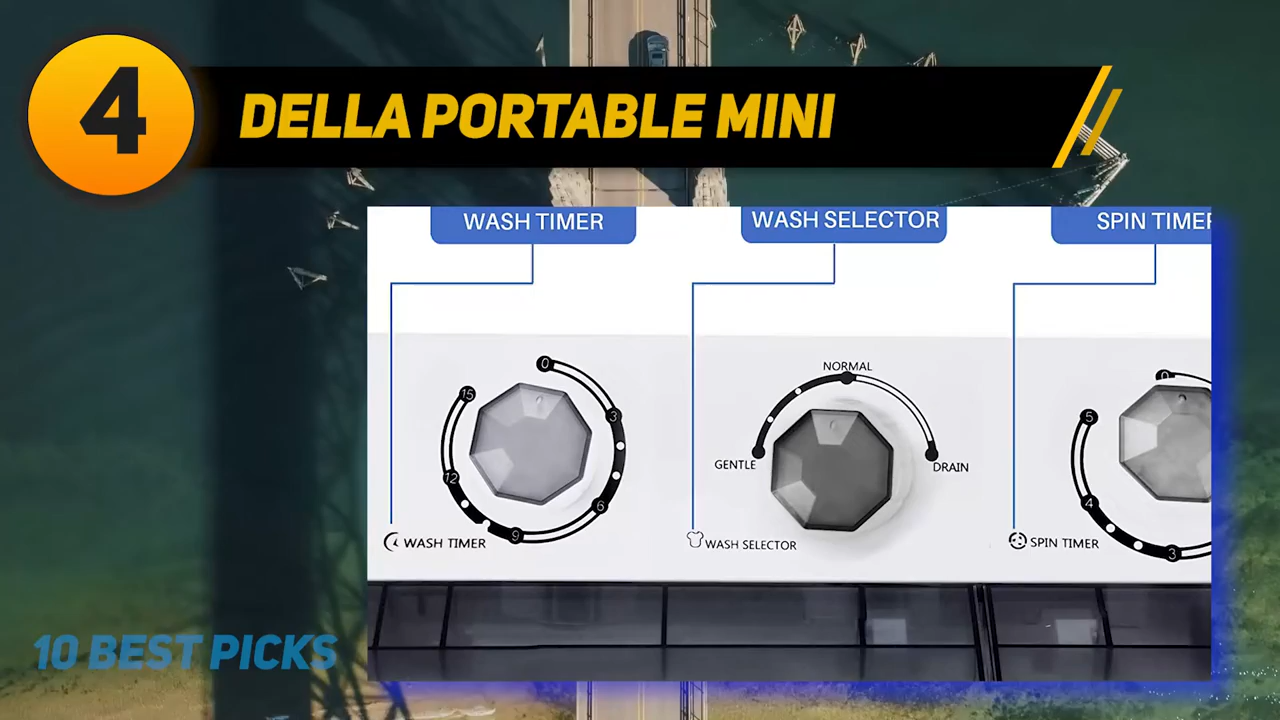 4
DELLA PORTABLE MINI
WASH TIMER
WASH SELECTOR
SPIN TIMER
0
3
6
9
12
15
WASH TIMER
NORMAL
GENTLE
DRAIN
WASH SELECTOR
0
5
4
3
SPIN TIMER
10 BEST PICKS